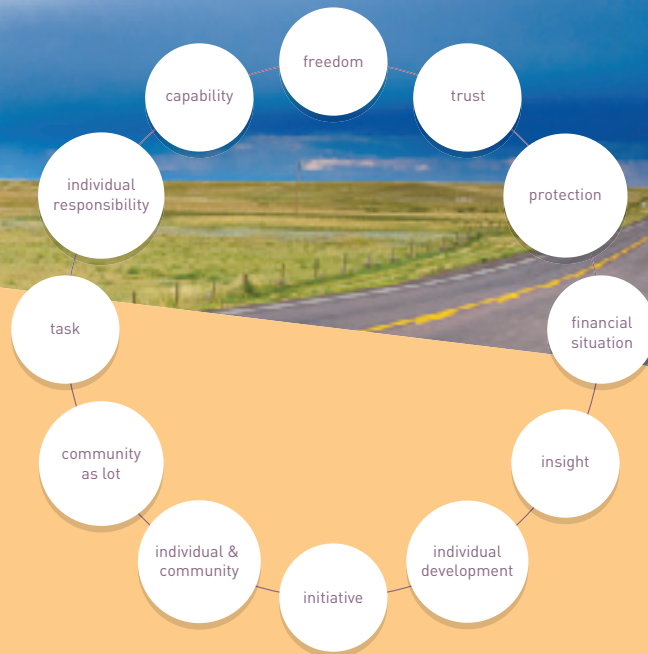 freedom
trust
protection
financial
situation
insight
individual
development
initiative
individual &
community
community
as lot
task
individual
responsibility
capability